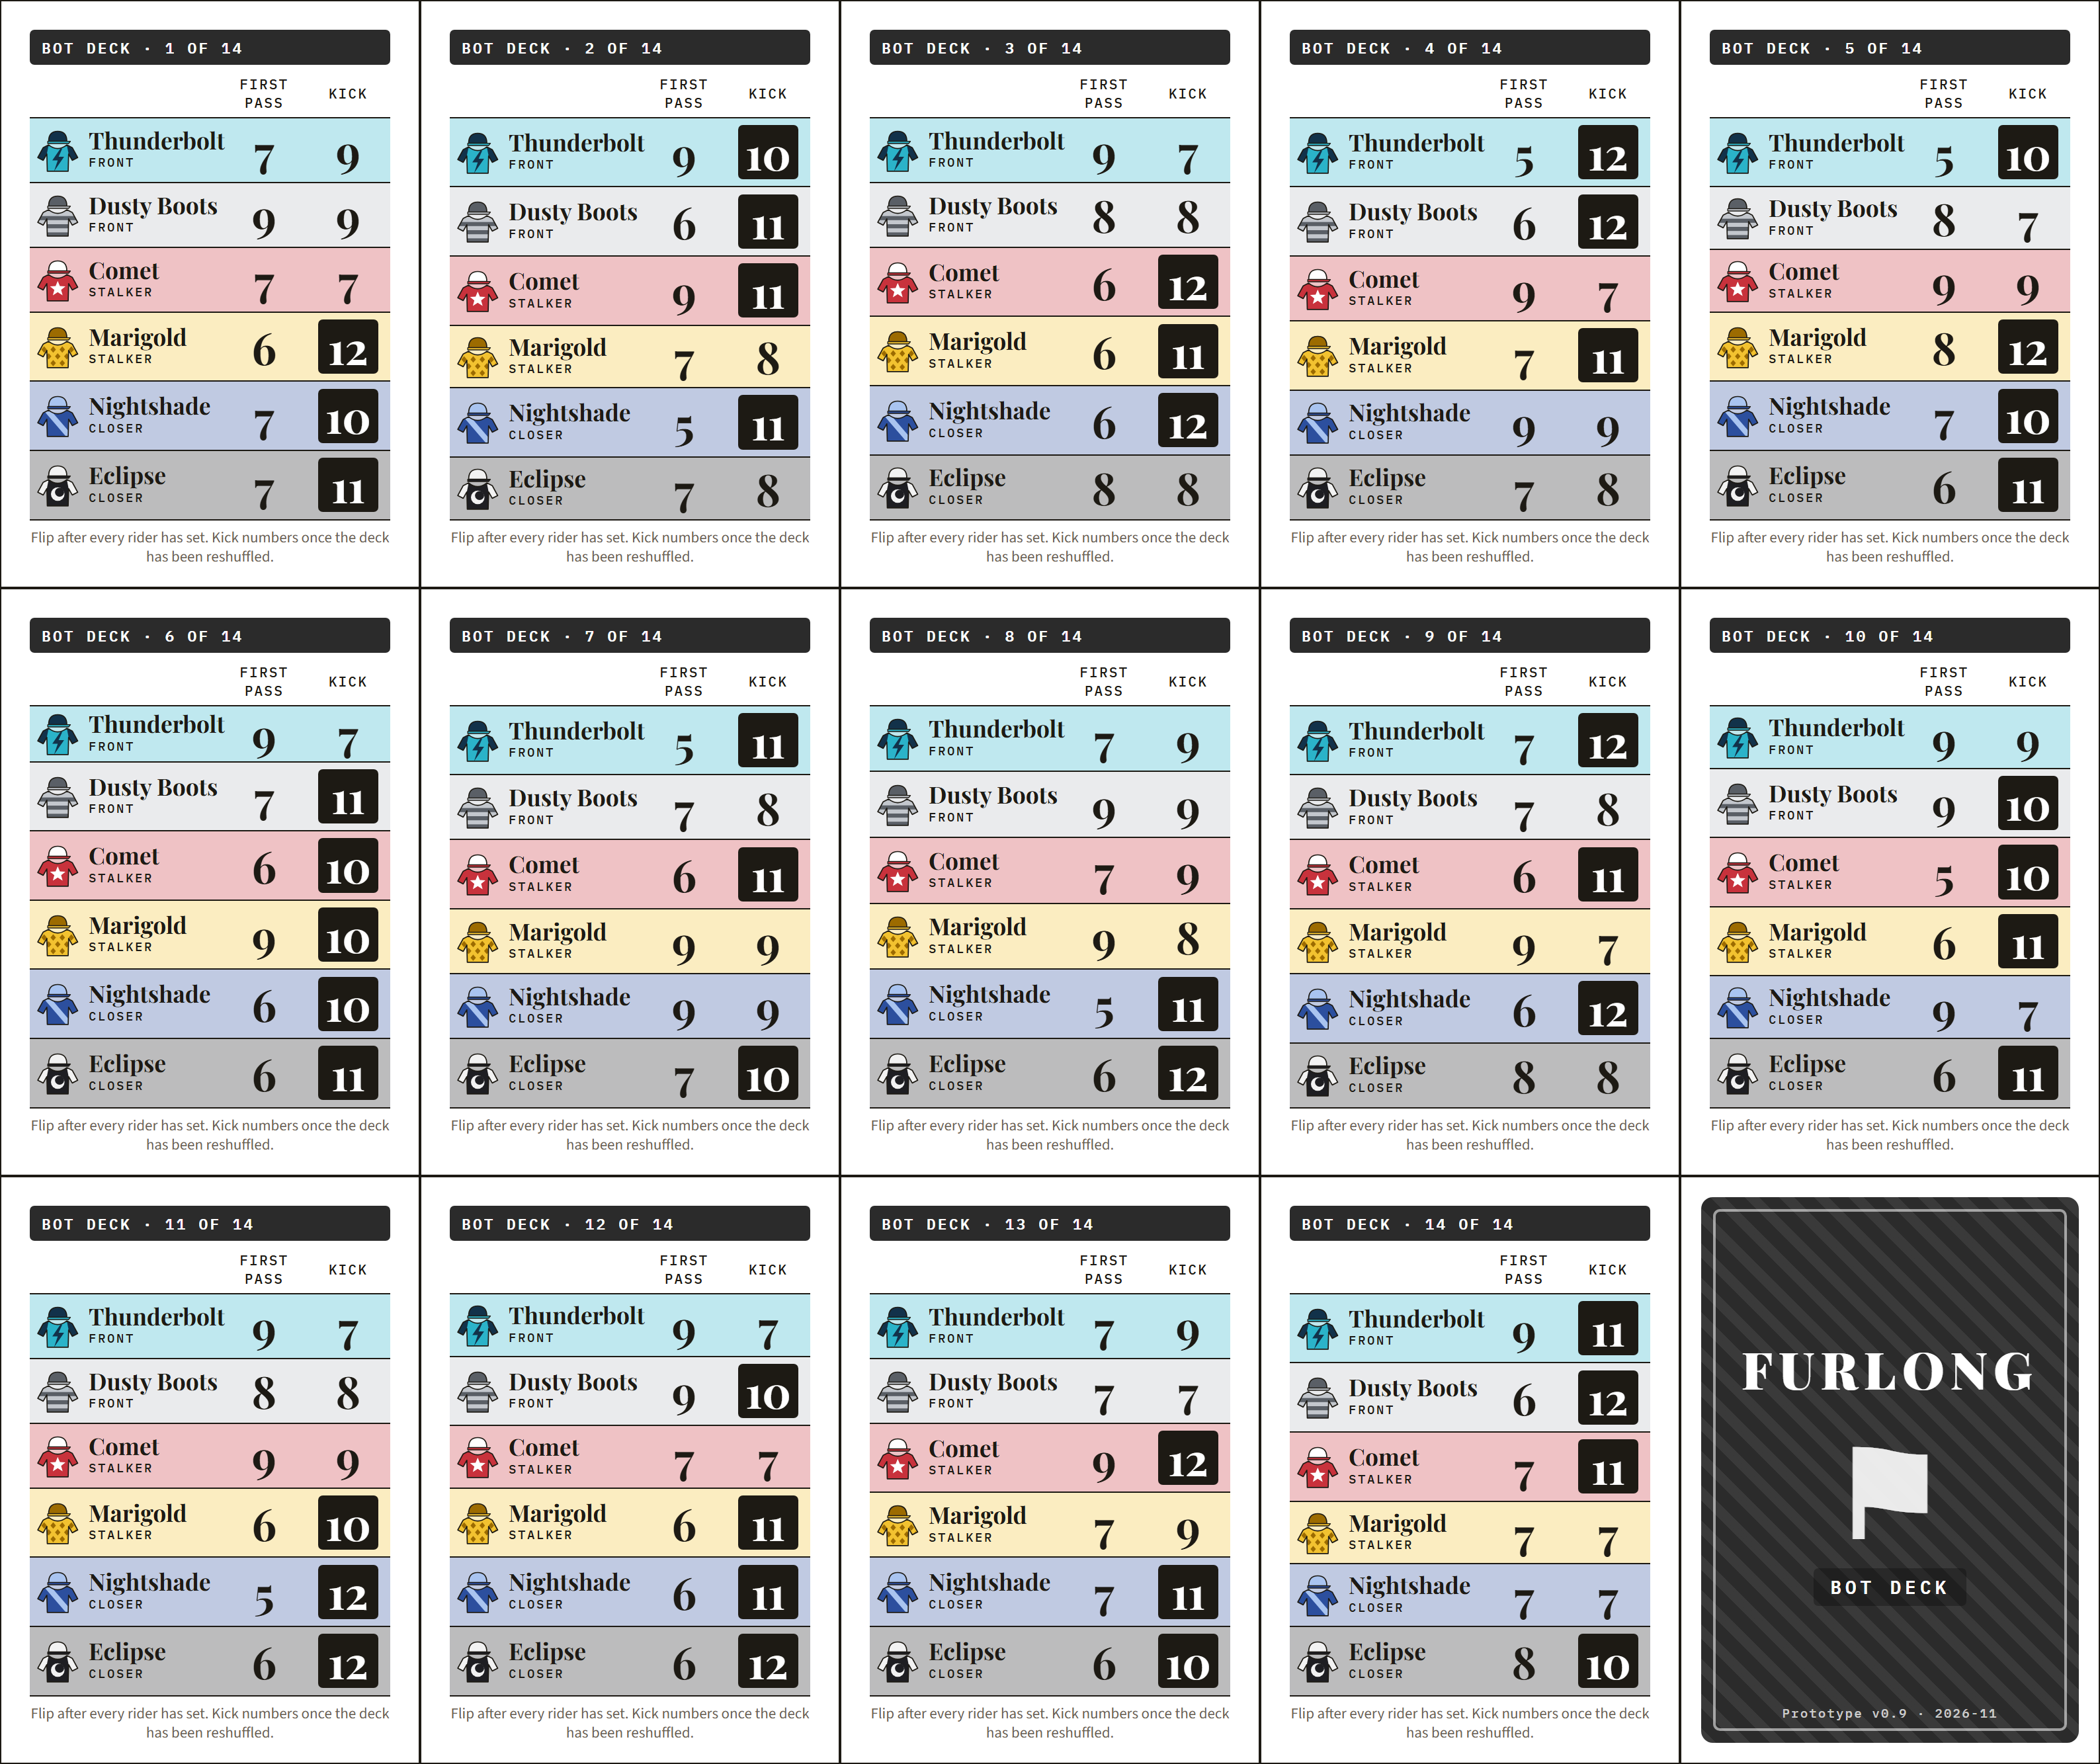 BOT DECK · 1 OF 14
FIRST PASS KICK
Thunderbolt 7 9
FRONT
Dusty Boots 9 9
FRONT
Comet 7 7
STALKER
Marigold 6 12
STALKER
Nightshade 7 10
CLOSER
Eclipse 7 11
CLOSER
Flip after every rider has set. Kick numbers once the deck
has been reshuffled.
BOT DECK · 2 OF 14
FIRST PASS KICK
Thunderbolt 9 10
FRONT
Dusty Boots 6 11
FRONT
Comet 9 11
STALKER
Marigold 7 8
STALKER
Nightshade 5 11
CLOSER
Eclipse 7 8
CLOSER
Flip after every rider has set. Kick numbers once the deck
has been reshuffled.
BOT DECK · 3 OF 14
FIRST PASS KICK
Thunderbolt 9 7
FRONT
Dusty Boots 8 8
FRONT
Comet 6 12
STALKER
Marigold 6 11
STALKER
Nightshade 6 12
CLOSER
Eclipse 8 8
CLOSER
Flip after every rider has set. Kick numbers once the deck
has been reshuffled.
BOT DECK · 4 OF 14
FIRST PASS KICK
Thunderbolt 5 12
FRONT
Dusty Boots 6 12
FRONT
Comet 9 7
STALKER
Marigold 7 11
STALKER
Nightshade 9 9
CLOSER
Eclipse 7 8
CLOSER
Flip after every rider has set. Kick numbers once the deck
has been reshuffled.
BOT DECK · 5 OF 14
FIRST PASS KICK
Thunderbolt 5 10
FRONT
Dusty Boots 8 7
FRONT
Comet 9 9
STALKER
Marigold 8 12
STALKER
Nightshade 7 10
CLOSER
Eclipse 6 11
CLOSER
Flip after every rider has set. Kick numbers once the deck
has been reshuffled.
BOT DECK · 6 OF 14
FIRST PASS KICK
Thunderbolt 9 7
FRONT
Dusty Boots 7 11
FRONT
Comet 6 10
STALKER
Marigold 9 10
STALKER
Nightshade 6 10
CLOSER
Eclipse 6 11
CLOSER
Flip after every rider has set. Kick numbers once the deck
has been reshuffled.
BOT DECK · 7 OF 14
FIRST PASS KICK
Thunderbolt 5 11
FRONT
Dusty Boots 7 8
FRONT
Comet 6 11
STALKER
Marigold 9 9
STALKER
Nightshade 9 9
CLOSER
Eclipse 7 10
CLOSER
Flip after every rider has set. Kick numbers once the deck
has been reshuffled.
BOT DECK · 8 OF 14
FIRST PASS KICK
Thunderbolt 7 9
FRONT
Dusty Boots 9 9
FRONT
Comet 7 9
STALKER
Marigold 9 8
STALKER
Nightshade 5 11
CLOSER
Eclipse 6 12
CLOSER
Flip after every rider has set. Kick numbers once the deck
has been reshuffled.
BOT DECK · 9 OF 14
FIRST PASS KICK
Thunderbolt 7 12
FRONT
Dusty Boots 7 8
FRONT
Comet 6 11
STALKER
Marigold 9 7
STALKER
Nightshade 6 12
CLOSER
Eclipse 8 8
CLOSER
Flip after every rider has set. Kick numbers once the deck
has been reshuffled.
BOT DECK · 10 OF 14
FIRST PASS KICK
Thunderbolt 9 9
FRONT
Dusty Boots 9 10
FRONT
Comet 5 10
STALKER
Marigold 6 11
STALKER
Nightshade 9 7
CLOSER
Eclipse 6 11
CLOSER
Flip after every rider has set. Kick numbers once the deck
has been reshuffled.
BOT DECK · 11 OF 14
FIRST PASS KICK
Thunderbolt 9 7
FRONT
Dusty Boots 8 8
FRONT
Comet 9 9
STALKER
Marigold 6 10
STALKER
Nightshade 5 12
CLOSER
Eclipse 6 12
CLOSER
Flip after every rider has set. Kick numbers once the deck
has been reshuffled.
BOT DECK · 12 OF 14
FIRST PASS KICK
Thunderbolt 9 7
FRONT
Dusty Boots 9 10
FRONT
Comet 7 7
STALKER
Marigold 6 11
STALKER
Nightshade 6 11
CLOSER
Eclipse 6 12
CLOSER
Flip after every rider has set. Kick numbers once the deck
has been reshuffled.
BOT DECK · 13 OF 14
FIRST PASS KICK
Thunderbolt 7 9
FRONT
Dusty Boots 7 7
FRONT
Comet 9 12
STALKER
Marigold 7 9
STALKER
Nightshade 7 11
CLOSER
Eclipse 6 10
CLOSER
Flip after every rider has set. Kick numbers once the deck
has been reshuffled.
BOT DECK · 14 OF 14
FIRST PASS KICK
Thunderbolt 9 11
FRONT
Dusty Boots 6 12
FRONT
Comet 7 11
STALKER
Marigold 7 7
STALKER
Nightshade 7 7
CLOSER
Eclipse 8 10
CLOSER
Flip after every rider has set. Kick numbers once the deck
has been reshuffled.
FURLONG
BOT DECK
Prototype v0.9 · 2026-11